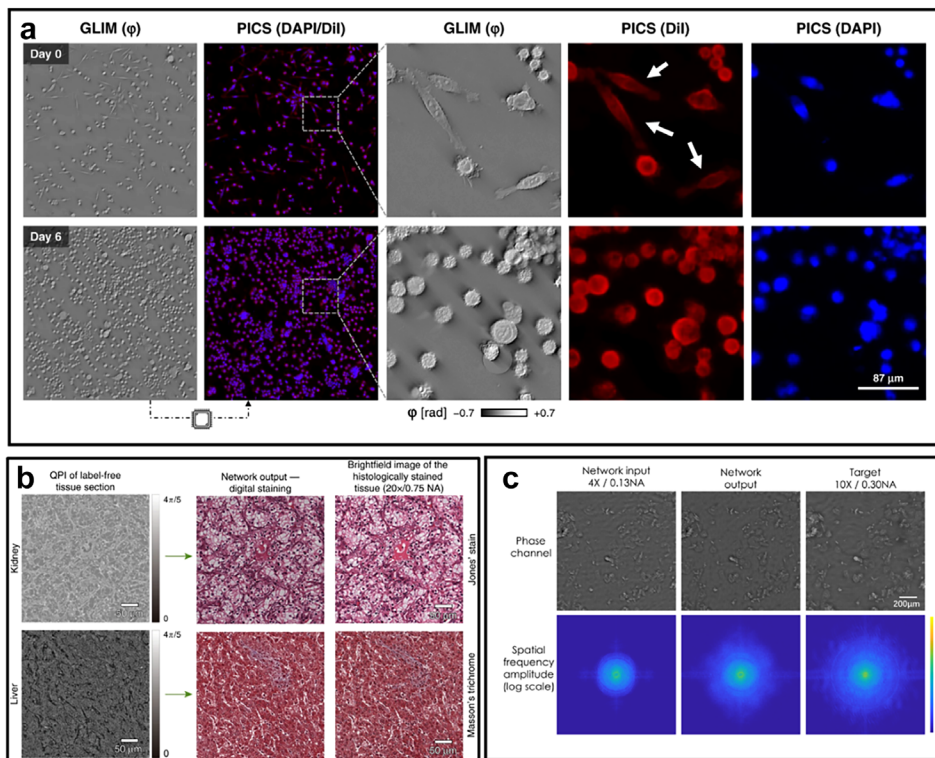 a
GLIM (φ)
PICS (DAPI/DiI)
GLIM (φ)
PICS (DiI)
PICS (DAPI)
Day 0
Day 6
87 µm
φ [rad] −0.7 +0.7
b
QPI of label-free
tissue section
Network output —
digital staining
Brightfield image of the
histologically stained
tissue (20x/0.75 NA)
Kidney
4π/5
0
Jones' stain
Liver
50 µm
4π/5
0
50 µm
Masson's trichrome
c
Network input
4X / 0.13NA
Network
output
Target
10X / 0.30NA
Phase
channel
200µm
Spatial
frequency
amplitude
(log scale)